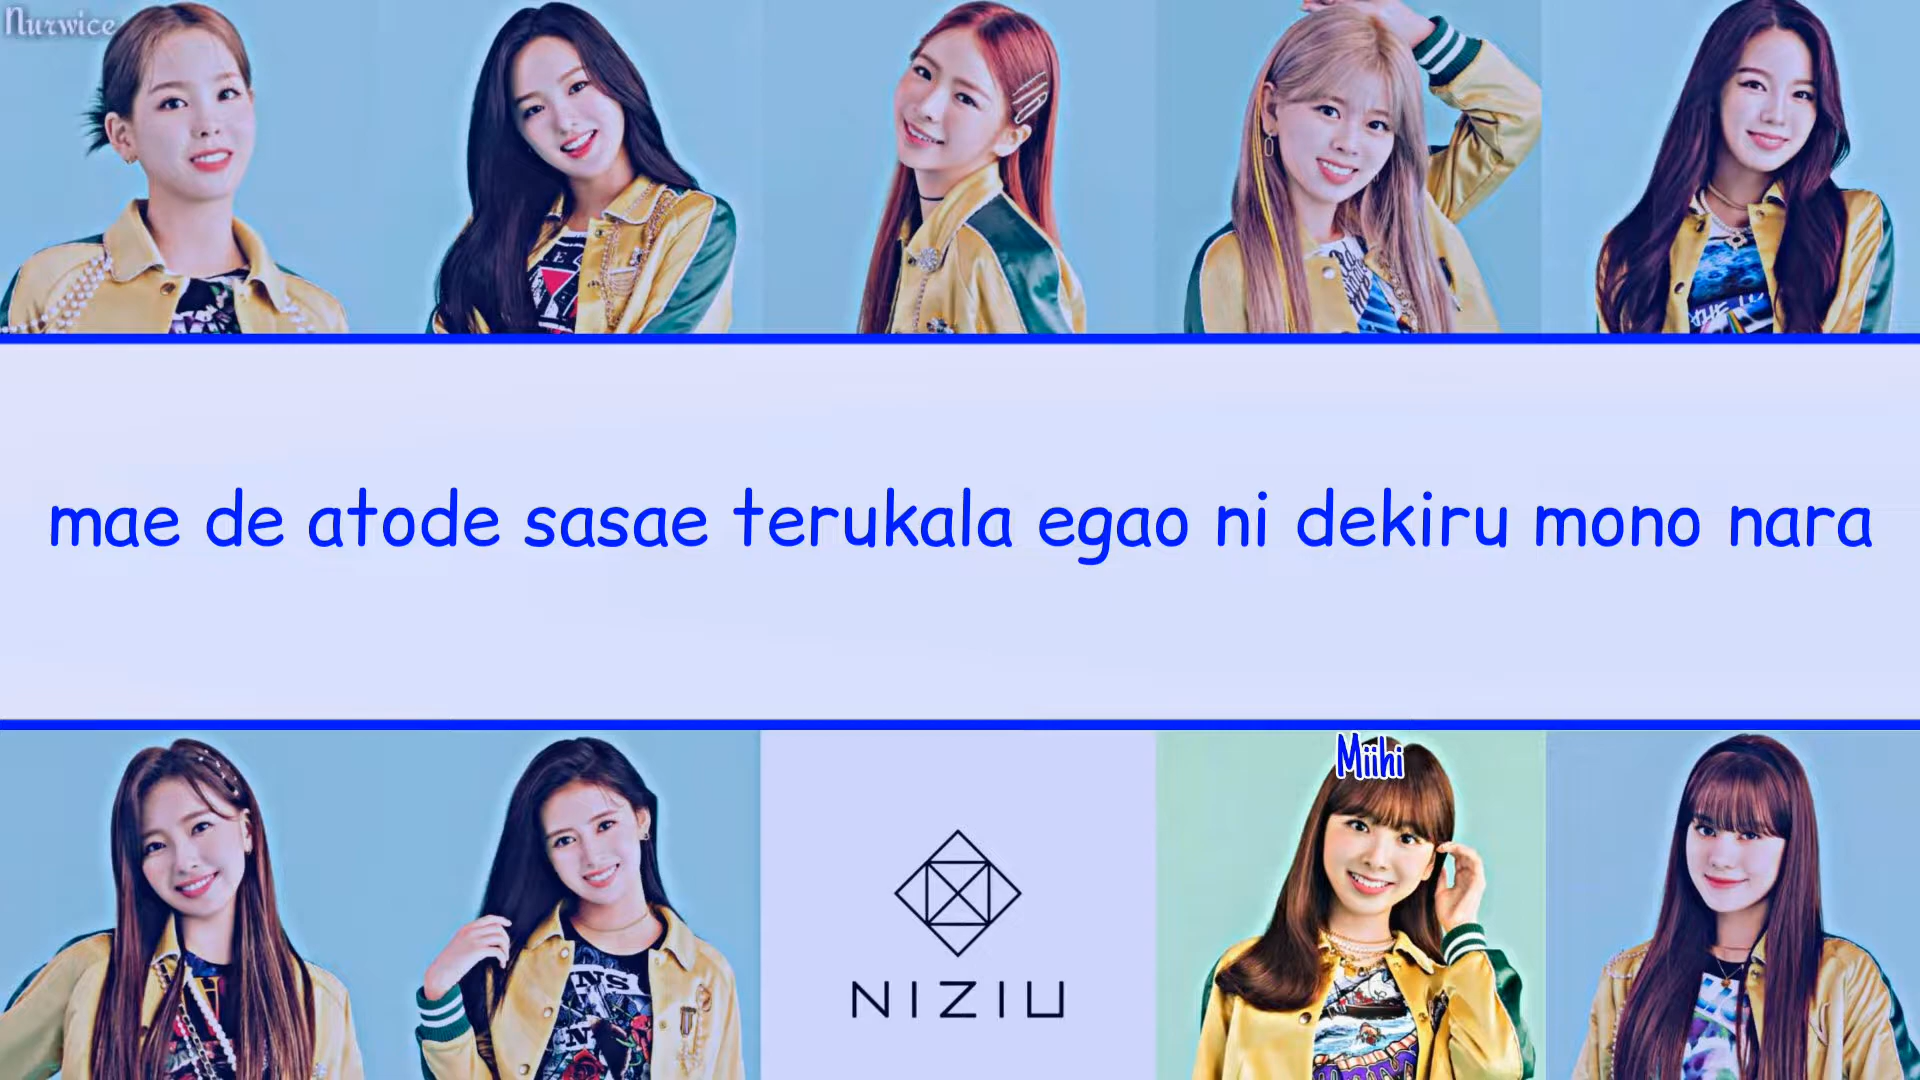 Nurwice
mae de atode sasae terukala egao ni dekiru mono nara
Miihi
NIZIU